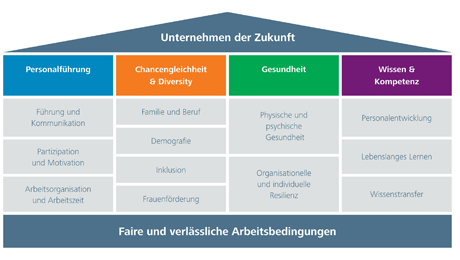 Unternehmen der Zukunft
Personalführung
Chancengleichheit
& Diversity
Gesundheit
Wissen &
Kompetenz
Führung und
Kommunikation
Partizipation
und Motivation
Arbeitsorganisation
und Arbeitszeit
Familie und Beruf
Demografie
Inklusion
Frauenförderung
Physische und
psychische
Gesundheit
Organisationelle
und individuelle
Resilienz
Personalentwicklung
Lebenslanges Lernen
Wissenstransfer
Faire und verlässliche Arbeitsbedingungen